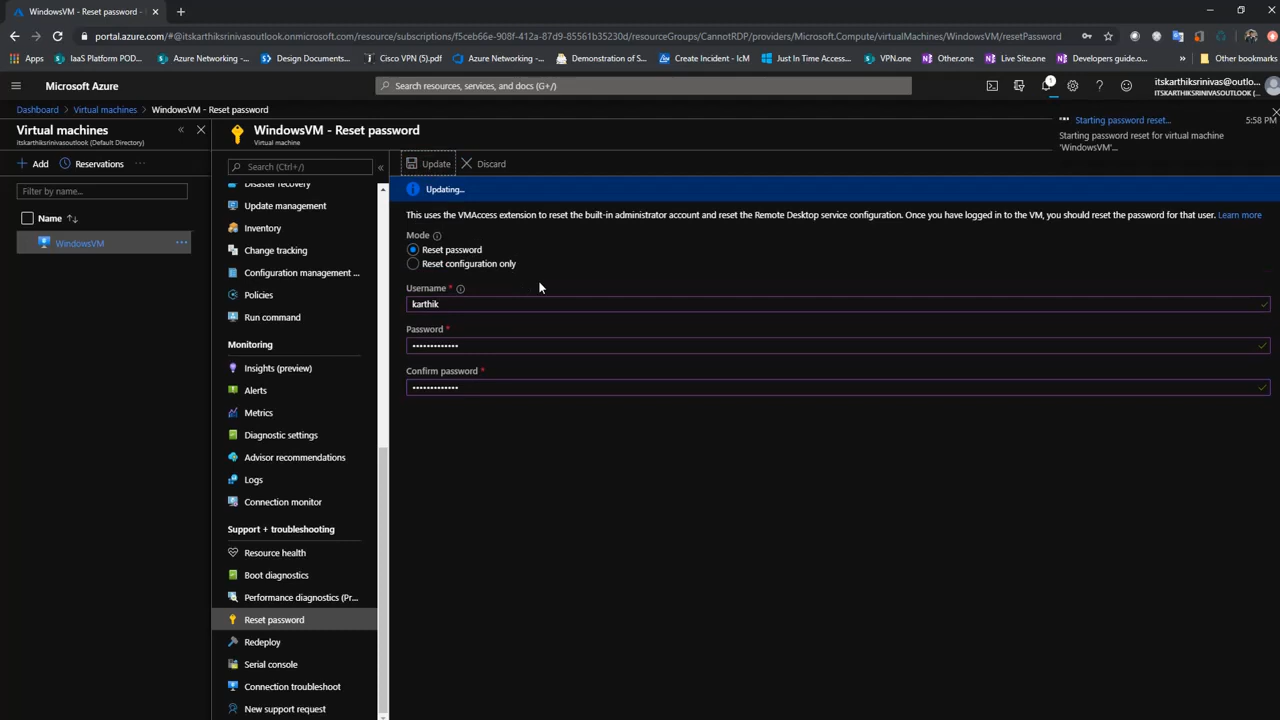 WindowsVM - Reset password - M
portal.azure.com/#@itskarthiksrinivasoutlook.onmicrosoft.com/resource/subscriptions/f5ceb66e-908f-412a-87d9-85561b35230d/resourceGroups/CannotRDP/providers/Microsoft.Compute/virtualMachines/WindowsVM/resetPassword
Apps IaaS Platform POD... Azure Networking -... Design Documents... Cisco VPN (5).pdf Azure Networking Demonstration of S... Create Incident - IcM Just In Time Access... VPN.one Other.one Live Site.one Developers guide.o... » Other bookmarks
Microsoft Azure
Search resources, services, and docs (G+/)
1
itskarthiksrinivas@outlo...
ITSKARTHIKSRINIVASOUTLOOK (DE...
Dashboard > Virtual machines > WindowsVM - Reset password
Virtual machines
itskarthiksrinivasoutlook (Default Directory)
Add Reservations ...
Filter by name...
Name
WindowsVM ...
WindowsVM - Reset password
Virtual machine
Starting password reset... 5:58 PM
Starting password reset for virtual machine
'WindowsVM'...
Search (Ctrl+/)
Disaster recovery
Update management
Inventory
Change tracking
Configuration management ...
Policies
Run command
Monitoring
Insights (preview)
Alerts
Metrics
Diagnostic settings
Advisor recommendations
Logs
Connection monitor
Support + troubleshooting
Resource health
Boot diagnostics
Performance diagnostics (Pr...
Reset password
Redeploy
Serial console
Connection troubleshoot
New support request
Update Discard
Updating...
This uses the VMAccess extension to reset the built-in administrator account and reset the Remote Desktop service configuration. Once you have logged in to the VM, you should reset the password for that user. Learn more
Mode
Reset password
Reset configuration only
Username *
karthik
Password *
•••••••••••••
Confirm password *
•••••••••••••